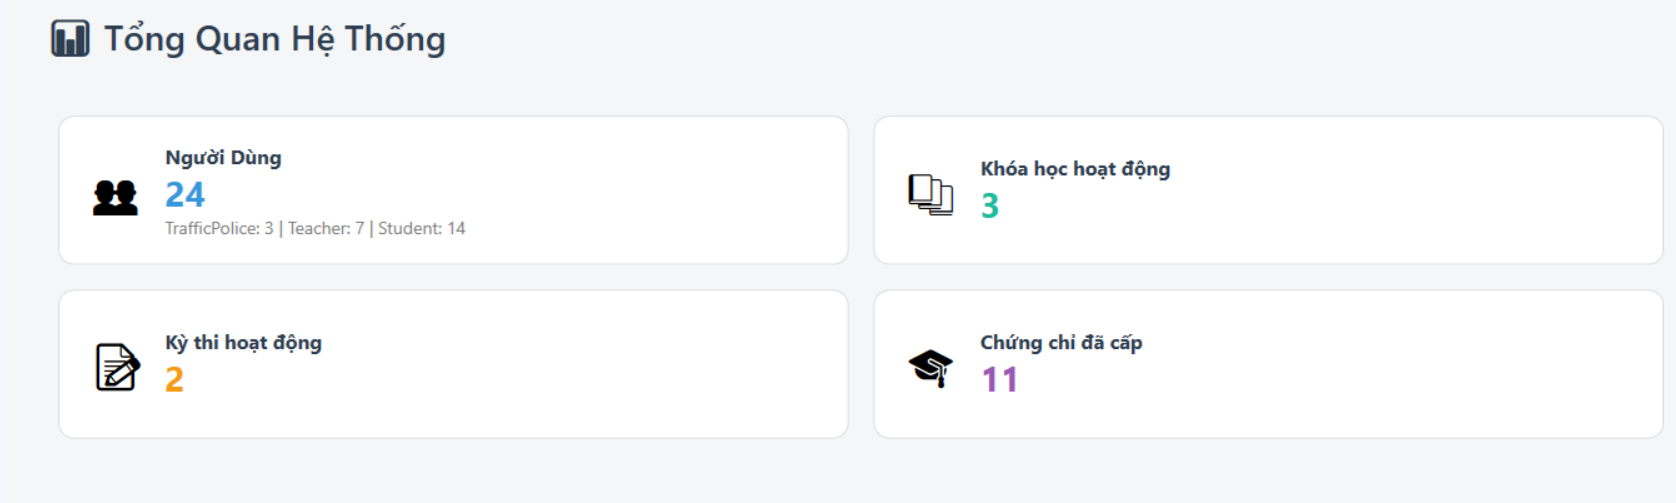 Tổng Quan Hệ Thống
Người Dùng
24
TrafficPolice: 3 | Teacher: 7 | Student: 14
Khóa học hoạt động
3
Kỳ thi hoạt động
2
Chứng chỉ đã cấp
11